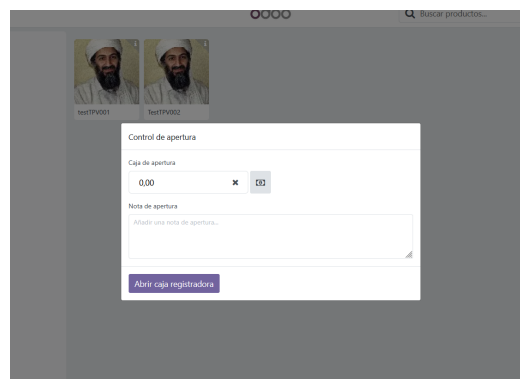 odoo
Buscar productos...
testTPV001
TestTPV002
Control de apertura
Caja de apertura
0,00
Nota de apertura
Añadir una nota de apertura...
Abrir caja registradora